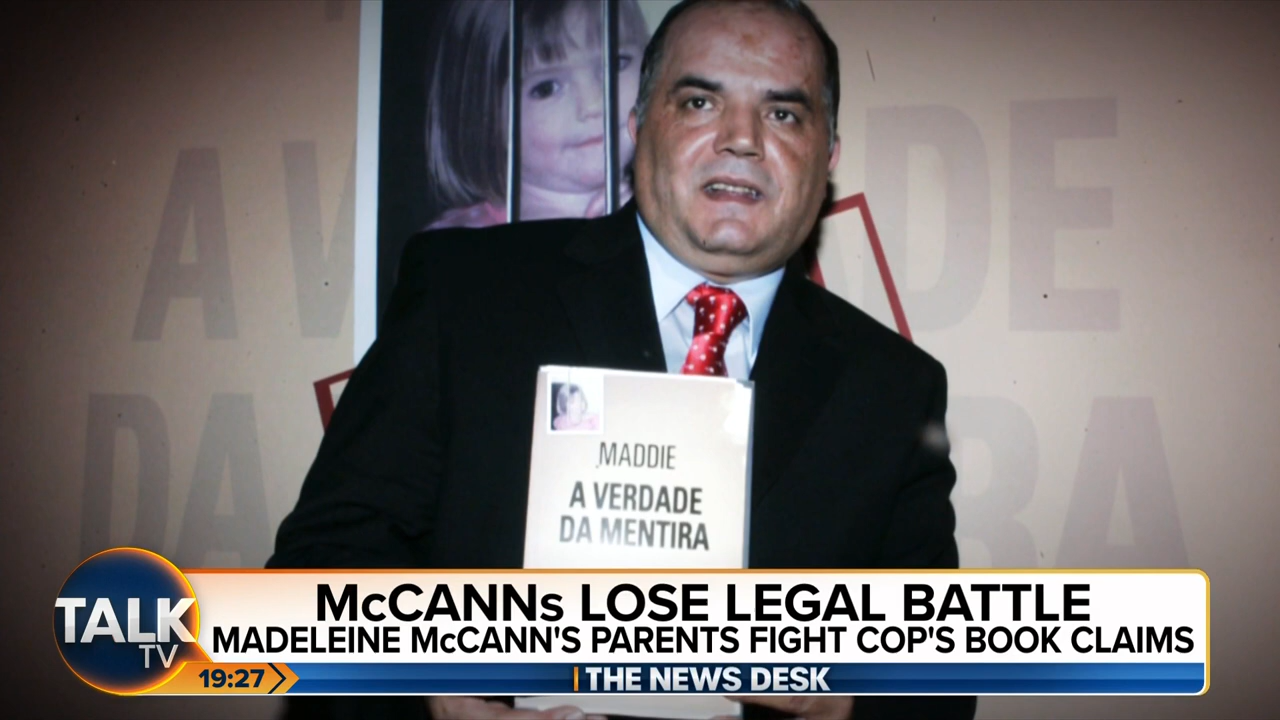 A
DA
MADDIE
A VERDADE
DA MENTIRA
TALK
TV
McCANNs LOSE LEGAL BATTLE
MADELEINE McCANN'S PARENTS FIGHT COP'S BOOK CLAIMS
19:27
THE NEWS DESK